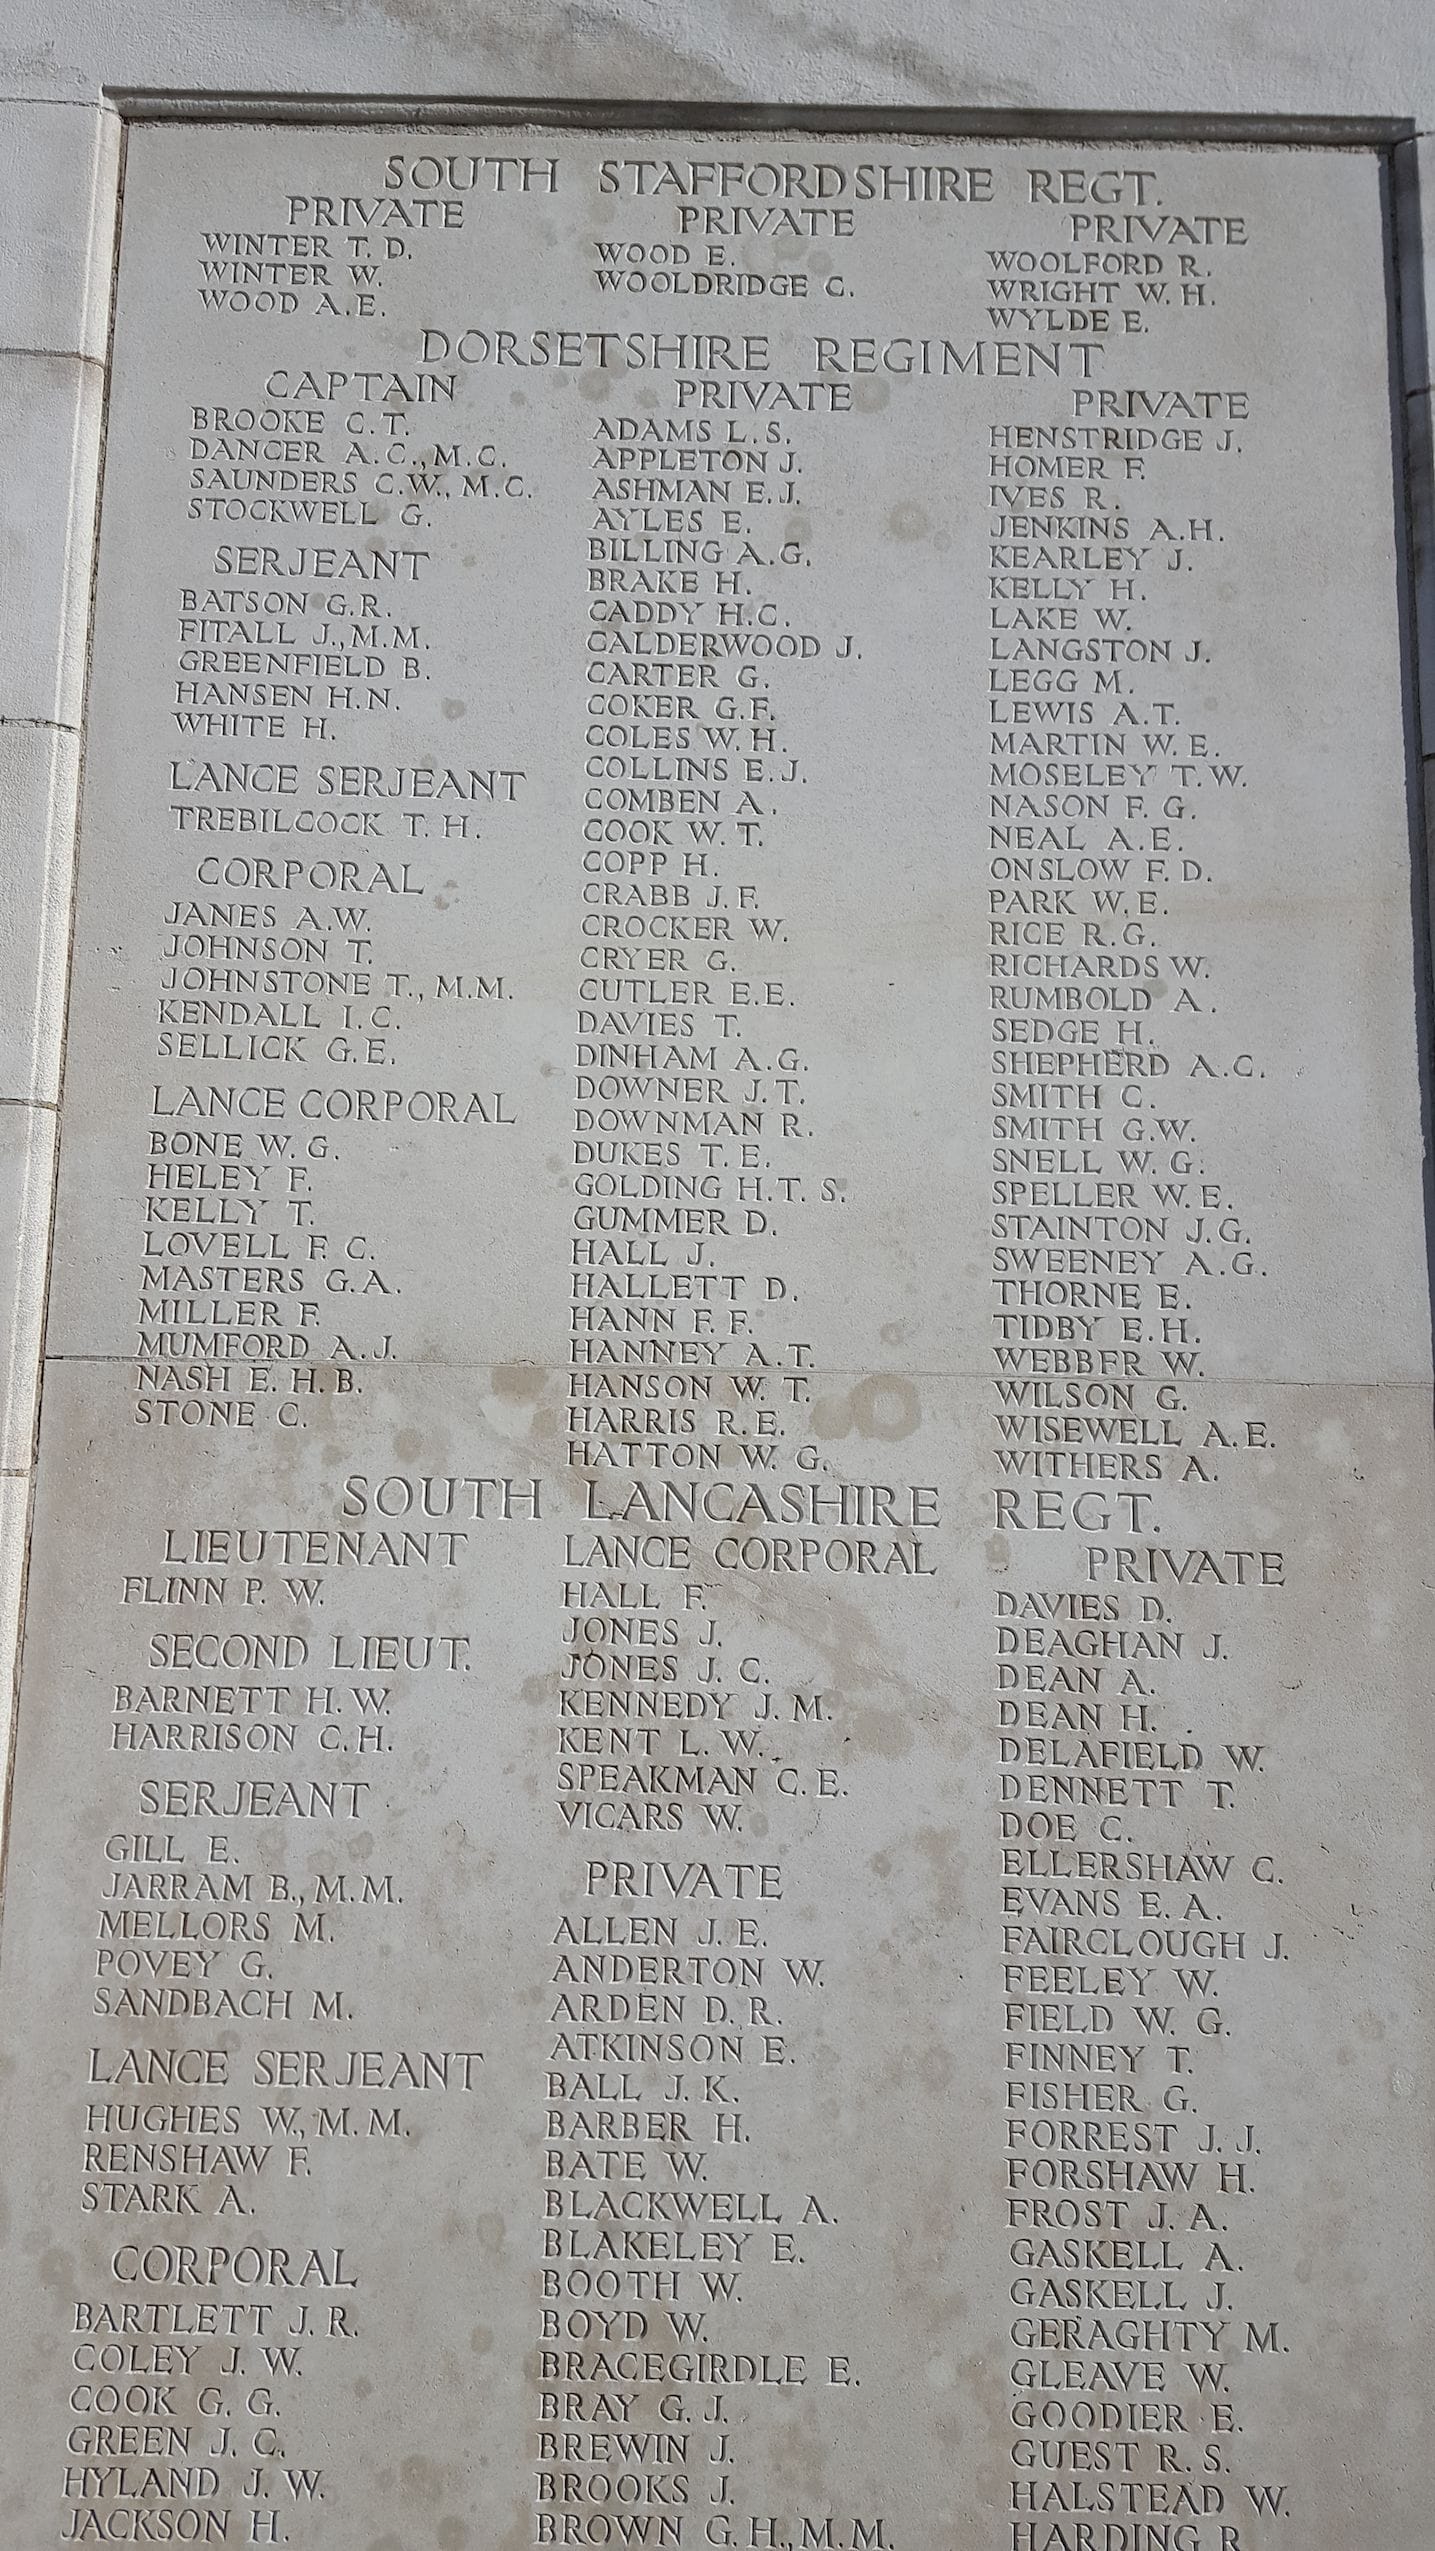 SOUTH STAFFORDSHIRE REGT.
PRIVATE
WINTER T. D.
WINTER W.
WOOD A.E.
PRIVATE
WOOD E.
WOOLDRIDGE C.
PRIVATE
WOOLFORD R.
WRIGHT W. H.
WYLDE E.
DORSETSHIRE REGIMENT
CAPTAIN
BROOKE C.T.
DANCER A.C., M.C.
SAUNDERS C.W., M.C.
STOCKWELL G.
SERJEANT
BATSON G.R.
FITALL J., M.M.
GREENFIELD B.
HANSEN H.N.
WHITE H.
LANCE SERJEANT
TREBILCOCK T. H.
CORPORAL
JANES A.W.
JOHNSON T.
JOHNSTONE T., M.M.
KENDALL I.C.
SELLICK G.E.
LANCE CORPORAL
BONE W. G.
HELEY F.
KELLY T.
LOVELL F. C.
MASTERS G.A.
MILLER F.
MUMFORD A.J.
NASH E. H. B.
STONE C.
PRIVATE
ADAMS L.S.
APPLETON J.
ASHMAN E.J.
AYLES E.
BILLING A.G.
BRAKE H.
CADDY H.C.
CALDERWOOD J.
CARTER G.
COKER G.F.
COLES W. H.
COLLINS E.J.
COMBEN A.
COOK W. T.
COPP H.
CRABB J.F.
CROCKER W.
CRYER G.
CUTLER E.E.
DAVIES T.
DINHAM A.G.
DOWNER J.T.
DOWNMAN R.
DUKES T. E.
GOLDING H.T. S.
GUMMER D.
HALL J.
HALLETT D.
HANN F. F.
HANNEY A.T.
HANSON W. T.
HARRIS R.E.
HATTON W. G.
PRIVATE
HENSTRIDGE J.
HOMER F.
IVES R.
JENKINS A.H.
KEARLEY J.
KELLY H.
LAKE W.
LANGSTON J.
LEGG M.
LEWIS A.T.
MARTIN W. E.
MOSELEY T. W.
NASON F. G.
NEAL A.E.
ONSLOW F. D.
PARK W. E.
RICE R.G.
RICHARDS W.
RUMBOLD A.
SEDGE H.
SHEPHERD A.C.
SMITH C.
SMITH G.W.
SNELL W. G.
SPELLER W. E.
STAINTON J.G.
SWEENEY A.G.
THORNE E.
TIDBY E.H.
WEBBER W.
WILSON G.
WISEWELL A.E.
WITHERS A.
SOUTH LANCASHIRE REGT.
LIEUTENANT
FLINN P. W.
SECOND LIEUT.
BARNETT H. W.
HARRISON C. H.
SERJEANT
GILL E.
JARRAM B., M.M.
MELLORS M.
POVEY G.
SANDBACH M.
LANCE SERJEANT
HUGHES W., M.M.
RENSHAW F.
STARK A.
CORPORAL
BARTLETT J. R.
COLEY J. W.
COOK G. G.
GREEN J. C.
HYLAND J. W.
JACKSON H.
LANCE CORPORAL
HALL F.
JONES J.
JONES J. C.
KENNEDY J. M.
KENT L. W.
SPEAKMAN C. E.
VICARS W.
PRIVATE
ALLEN J. E.
ANDERTON W.
ARDEN D. R.
ATKINSON E.
BALL J. K.
BARBER H.
BATE W.
BLACKWELL A.
BLAKELEY E.
BOOTH W.
BOYD W.
BRACEGIRDLE E.
BRAY G. J.
BREWIN J.
BROOKS J.
BROWN G. H., M.M.
PRIVATE
DAVIES D.
DEAGHAN J.
DEAN A.
DEAN H.
DELAFIELD W.
DENNETT T.
DOE C.
ELLERSHAW C.
EVANS E. A.
FAIRCLOUGH J.
FEELEY W.
FIELD W. G.
FINNEY T.
FISHER G.
FORREST J. J.
FORSHAW H.
FROST J. A.
GASKELL A.
GASKELL J.
GERAGHTY M.
GLEAVE W.
GOODIER E.
GUEST R. S.
HALSTEAD W.
HARDING R.